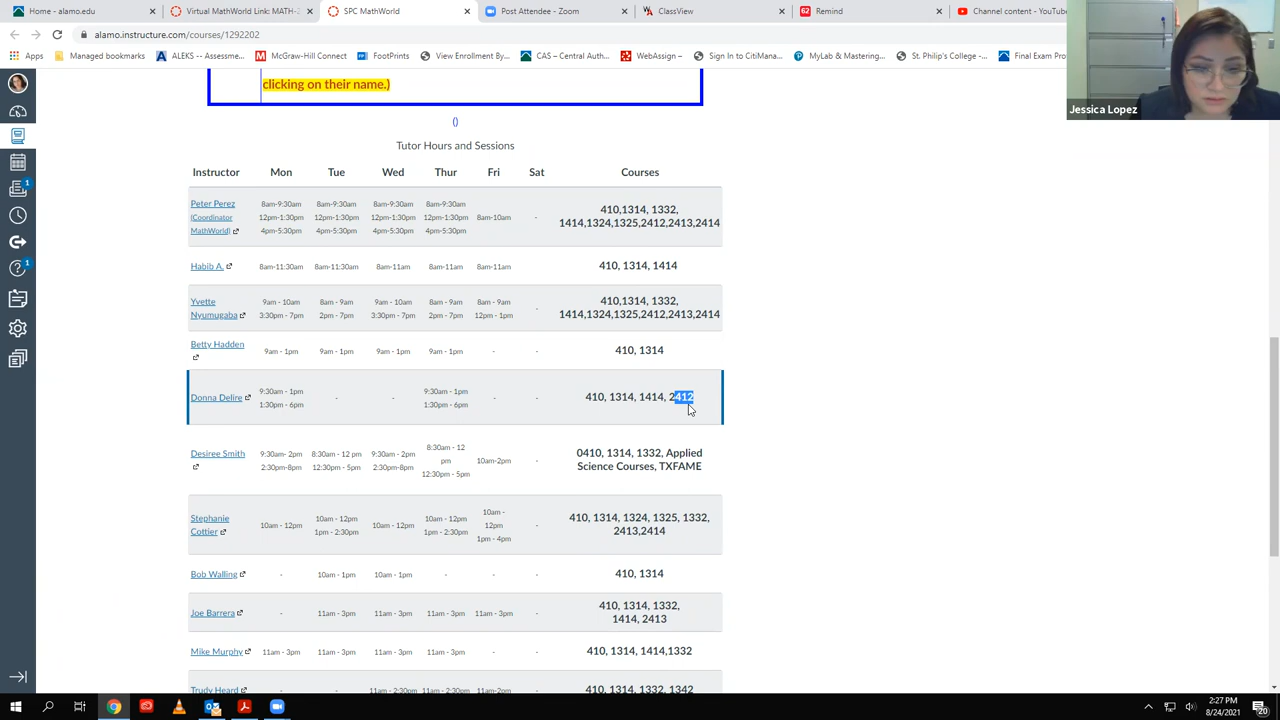 Home - alamo.edu
Virtual MathWorld Link: MATH-2
SPC MathWorld
Post Attendee - Zoom
ClassView
62 Remind
Channel content - YouTube
alamo.instructure.com/courses/1292202
Apps
Managed bookmarks
ALEKS -- Assessme...
McGraw-Hill Connect
FootPrints
View Enrollment By...
CAS – Central Auth...
WebAssign –
Sign In to CitiMana...
MyLab & Mastering...
St. Philip's College -...
Final Exam Pro
Jessica Lopez
clicking on their name.)
()
Tutor Hours and Sessions
Instructor Mon Tue Wed Thur Fri Sat Courses
Peter Perez 8am-9:30am 8am-9:30am 8am-9:30am 8am-9:30am 410,1314, 1332,
(Coordinator 12pm-1:30pm 12pm-1:30pm 12pm-1:30pm 12pm-1:30pm 8am-10am - 1414,1324,1325,2412,2413,2414
MathWorld) 4pm-5:30pm 4pm-5:30pm 4pm-5:30pm 4pm-5:30pm
Habib A. 8am-11:30am 8am-11:30am 8am-11am 8am-11am 8am-11am 410, 1314, 1414
Yvette 9am - 10am 8am - 9am 9am - 10am 8am - 9am 8am - 9am 410,1314, 1332,
Nyumugaba 3:30pm - 7pm 2pm - 7pm 3:30pm - 7pm 2pm - 7pm 12pm - 1pm - 1414,1324,1325,2412,2413,2414
Betty Hadden 9am - 1pm 9am - 1pm 9am - 1pm 9am - 1pm - - 410, 1314
Donna Delire 9:30am - 1pm - - 9:30am - 1pm - - 410, 1314, 1414, 2412
1:30pm - 6pm 1:30pm - 6pm
Desiree Smith 9:30am- 2pm 8:30am - 12 pm 9:30am - 2pm 8:30am - 12 10am-2pm - 0410, 1314, 1332, Applied
2:30pm-8pm 12:30pm - 5pm 2:30pm-8pm pm Science Courses, TXFAME
12:30pm - 5pm
Stephanie 10am - 12pm 10am - 12pm 10am - 12pm 10am - 12pm 10am - - 410, 1314, 1324, 1325, 1332,
Cottier 1pm - 2:30pm 1pm - 2:30pm 12pm 2413,2414
1pm - 4pm
Bob Walling - 10am - 1pm 10am - 1pm - - - 410, 1314
Joe Barrera - 11am - 3pm 11am - 3pm 11am - 3pm 11am - 3pm - 410, 1314, 1332,
1414, 2413
Mike Murphy 11am - 3pm 11am - 3pm 11am - 3pm 11am - 3pm - - 410, 1314, 1414,1332
Trudy Heard - - 11am - 2:30pm 11am - 2:30pm 11am-2pm - 410, 1314, 1332, 1342
2:27 PM
8/24/2021
20